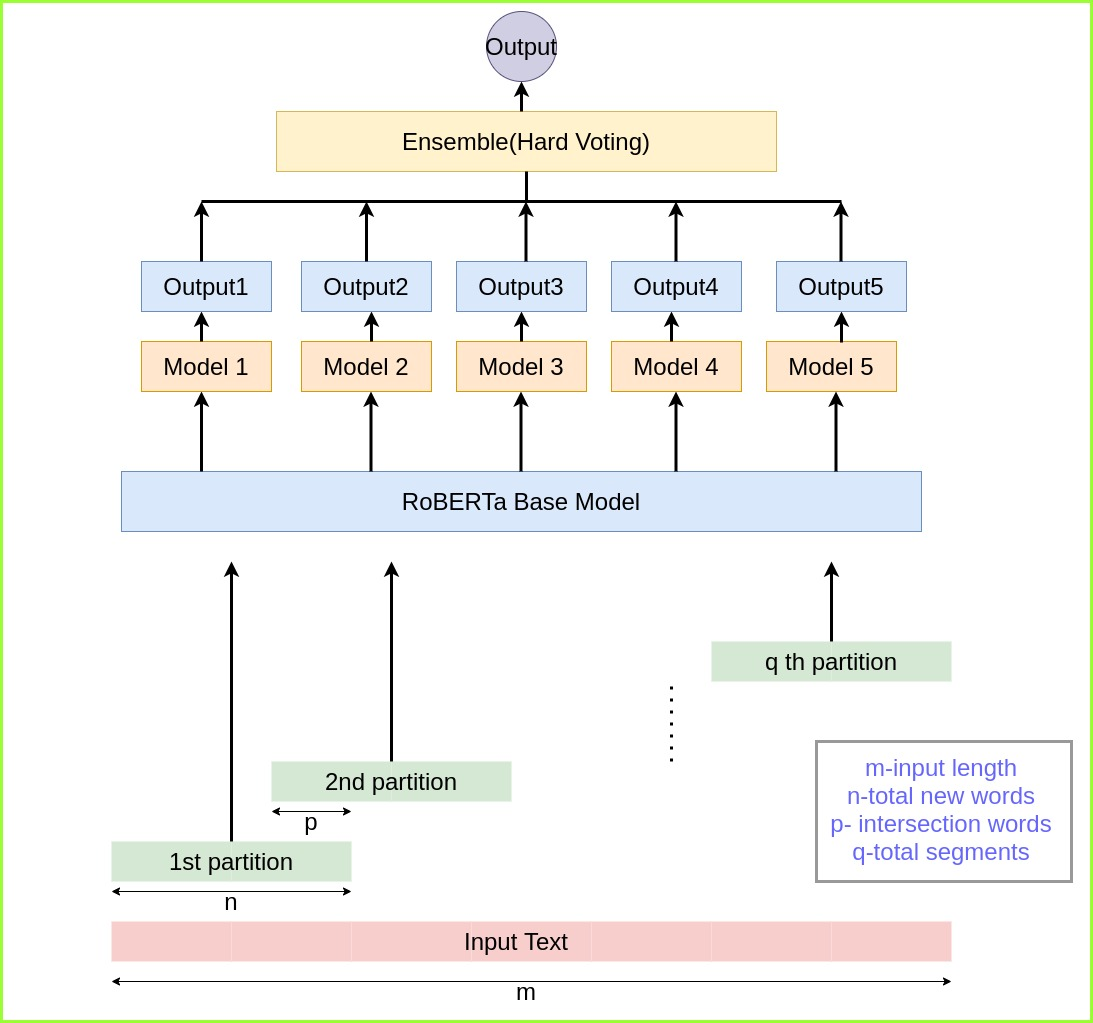 Output
Ensemble(Hard Voting)
Output1
Output2
Output3
Output4
Output5
Model 1
Model 2
Model 3
Model 4
Model 5
RoBERTa Base Model
q th partition
2nd partition
p
1st partition
n
m-input length
n-total new words
p- intersection words
q-total segments
Input Text
m